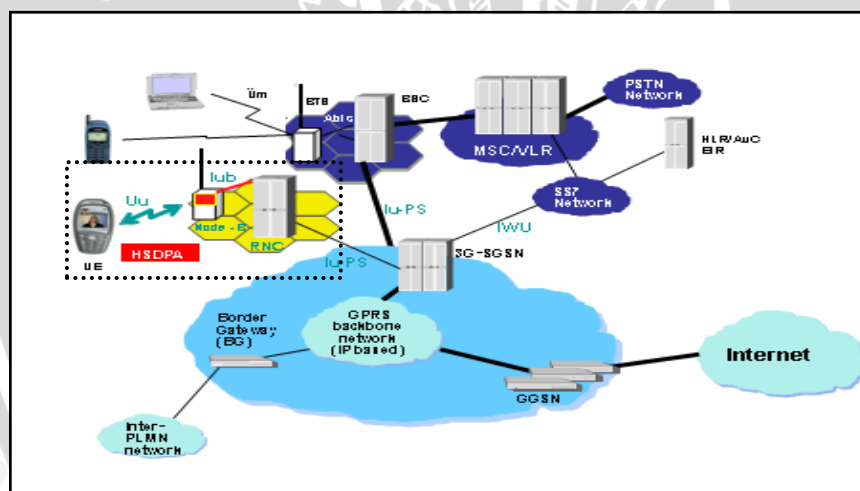 Üm
BTS
Abis
BSC
MSC/VLR
PSTN
Network
HLR/AuC
EIR
SS7
Network
Iub
Uu
Node - B
RNC
HSDPA
UE
Iu-PS
Iu-PS
IWU
3G-SGSN
GPRS
backbone
network
(IP based)
Border
Gateway
(BG)
Inter-
PLMN
network
GGSN
Internet